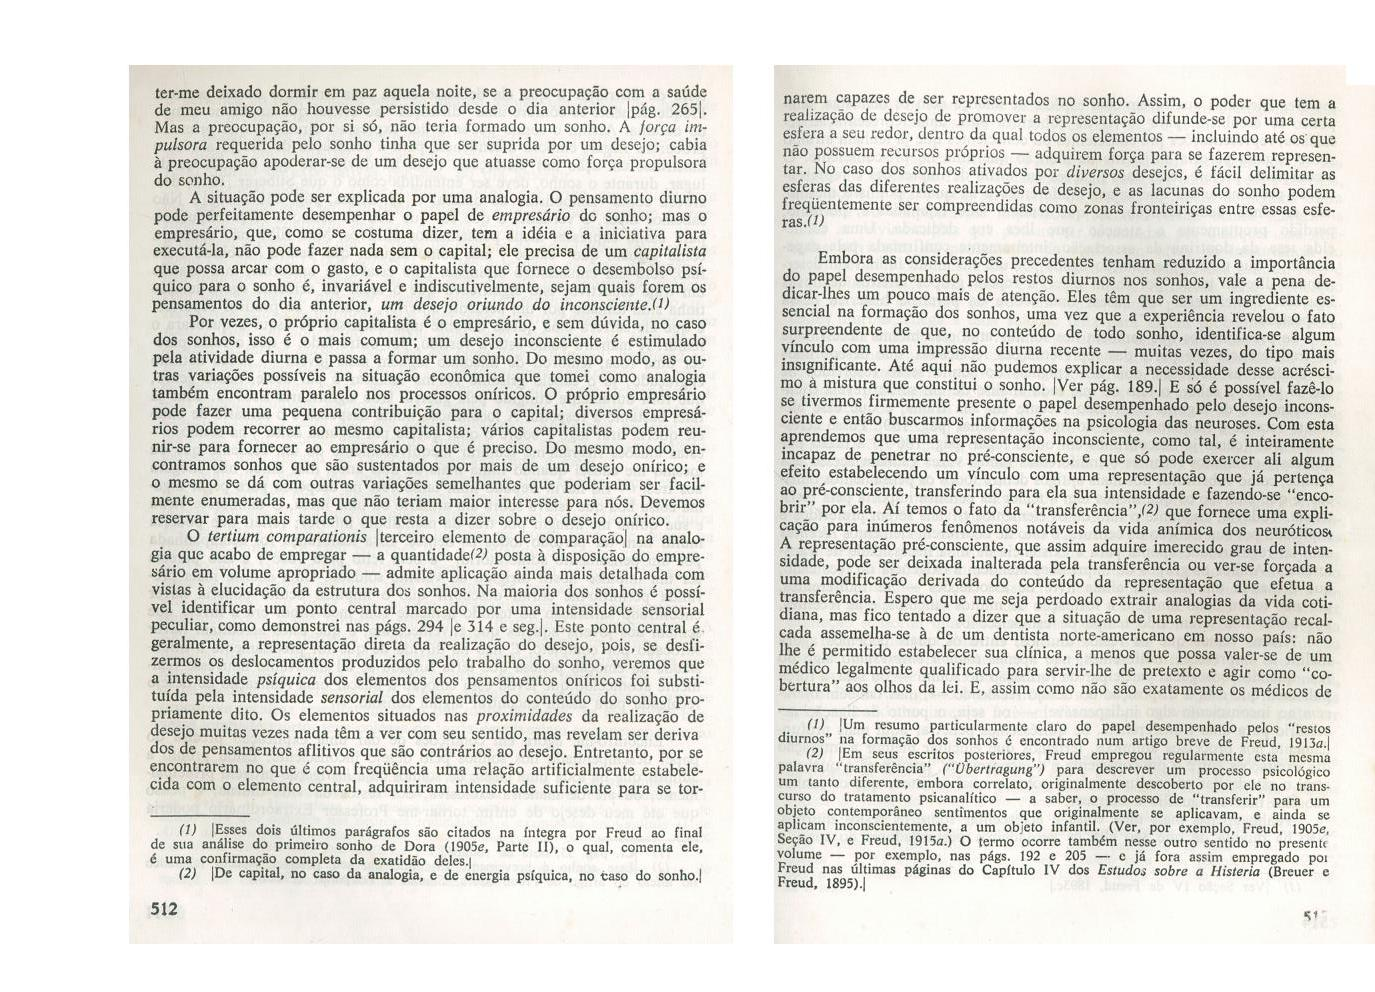 ter-me deixado dormir em paz aquela noite, se a preocupação com a saúde
de meu amigo não houvesse persistido desde o dia anterior |pág. 265|.
Mas a preocupação, por si só, não teria formado um sonho. A força im-
pulsora requerida pelo sonho tinha que ser suprida por um desejo; cabia
à preocupação apoderar-se de um desejo que atuasse como força propulsora
do sonho.
A situação pode ser explicada por uma analogia. O pensamento diurno
pode perfeitamente desempenhar o papel de empresário do sonho; mas o
empresário, que, como se costuma dizer, tem a idéia e a iniciativa para
executá-la, não pode fazer nada sem o capital; ele precisa de um capitalista
que possa arcar com o gasto, e o capitalista que fornece o desembolso psí-
quico para o sonho é, invariável e indiscutivelmente, sejam quais forem os
pensamentos do dia anterior, um desejo oriundo do inconsciente.(1)
Por vezes, o próprio capitalista é o empresário, e sem dúvida, no caso
dos sonhos, isso é o mais comum; um desejo inconsciente é estimulado
pela atividade diurna e passa a formar um sonho. Do mesmo modo, as ou-
tras variações possíveis na situação econômica que tomei como analogia
também encontram paralelo nos processos oníricos. O próprio empresário
pode fazer uma pequena contribuição para o capital; diversos empresá-
rios podem recorrer ao mesmo capitalista; vários capitalistas podem reu-
nir-se para fornecer ao empresário o que é preciso. Do mesmo modo, en-
contramos sonhos que são sustentados por mais de um desejo onírico; e
o mesmo se dá com outras variações semelhantes que poderiam ser facil-
mente enumeradas, mas que não teriam maior interesse para nós. Devemos
reservar para mais tarde o que resta a dizer sobre o desejo onírico.
O tertium comparationis |terceiro elemento de comparação| na analo-
gia que acabo de empregar — a quantidade(2) posta à disposição do empre-
sário em volume apropriado — admite aplicação ainda mais detalhada com
vistas à elucidação da estrutura dos sonhos. Na maioria dos sonhos é possí-
vel identificar um ponto central marcado por uma intensidade sensorial
peculiar, como demonstrei nas págs. 294 |e 314 e seg.|. Este ponto central é
geralmente, a representação direta da realização do desejo, pois, se desfi-
zermos os deslocamentos produzidos pelo trabalho do sonho, veremos que
a intensidade psíquica dos elementos dos pensamentos oníricos foi substi-
tuída pela intensidade sensorial dos elementos do conteúdo do sonho pro-
priamente dito. Os elementos situados nas proximidades da realização de
desejo muitas vezes nada têm a ver com seu sentido, mas revelam ser deriva
dos de pensamentos aflitivos que são contrários ao desejo. Entretanto, por se
encontrarem no que é com freqüência uma relação artificialmente estabele-
cida com o elemento central, adquiriram intensidade suficiente para se tor-
(1) |Esses dois últimos parágrafos são citados na íntegra por Freud ao final
de sua análise do primeiro sonho de Dora (1905e, Parte II), o qual, comenta ele,
é uma confirmação completa da exatidão deles.|
(2) |De capital, no caso da analogia, e de energia psíquica, no caso do sonho.|
512
narem capazes de ser representados no sonho. Assim, o poder que tem a
realização de desejo de promover a representação difunde-se por uma certa
esfera a seu redor, dentro da qual todos os elementos — incluindo até os que
não possuem recursos próprios — adquirem força para se fazerem represen-
tar. No caso dos sonhos ativados por diversos desejos, é fácil delimitar as
esferas das diferentes realizações de desejo, e as lacunas do sonho podem
freqüentemente ser compreendidas como zonas fronteiriças entre essas esfe-
ras.(1)
Embora as considerações precedentes tenham reduzido a importância
do papel desempenhado pelos restos diurnos nos sonhos, vale a pena de-
dicar-lhes um pouco mais de atenção. Eles têm que ser um ingrediente es-
sencial na formação dos sonhos, uma vez que a experiência revelou o fato
surpreendente de que, no conteúdo de todo sonho, identifica-se algum
vínculo com uma impressão diurna recente — muitas vezes, do tipo mais
insignificante. Até aqui não pudemos explicar a necessidade desse acrésci-
mo à mistura que constitui o sonho. |Ver pág. 189.| E só é possível fazê-lo
se tivermos firmemente presente o papel desempenhado pelo desejo incons-
ciente e então buscarmos informações na psicologia das neuroses. Com esta
aprendemos que uma representação inconsciente, como tal, é inteiramente
incapaz de penetrar no pré-consciente, e que só pode exercer ali algum
efeito estabelecendo um vínculo com uma representação que já pertença
ao pré-consciente, transferindo para ela sua intensidade e fazendo-se “enco-
brir” por ela. Aí temos o fato da “transferência”,(2) que fornece uma expli-
cação para inúmeros fenômenos notáveis da vida anímica dos neuróticos.
A representação pré-consciente, que assim adquire imerecido grau de inten-
sidade, pode ser deixada inalterada pela transferência ou ver-se forçada a
uma modificação derivada do conteúdo da representação que efetua a
transferência. Espero que me seja perdoado extrair analogias da vida coti-
diana, mas fico tentado a dizer que a situação de uma representação recal-
cada assemelha-se à de um dentista norte-americano em nosso país: não
lhe é permitido estabelecer sua clínica, a menos que possa valer-se de um
médico legalmente qualificado para servir-lhe de pretexto e agir como “co-
bertura” aos olhos da lei. E, assim como não são exatamente os médicos de
(1) |Um resumo particularmente claro do papel desempenhado pelos “restos
diurnos” na formação dos sonhos é encontrado num artigo breve de Freud, 1913a.|
(2) |Em seus escritos posteriores, Freud empregou regularmente esta mesma
palavra “transferência” (“Übertragung”) para descrever um processo psicológico
um tanto diferente, embora correlato, originalmente descoberto por ele no trans-
curso do tratamento psicanalítico — a saber, o processo de “transferir” para um
objeto contemporâneo sentimentos que originalmente se aplicavam, e ainda se
aplicam inconscientemente, a um objeto infantil. (Ver, por exemplo, Freud, 1905e,
Seção IV, e Freud, 1915a.) O termo ocorre também nesse outro sentido no presente
volume — por exemplo, nas págs. 192 e 205 — e já fora assim empregado por
Freud nas últimas páginas do Capítulo IV dos Estudos sobre a Histeria (Breuer e
Freud, 1895).|